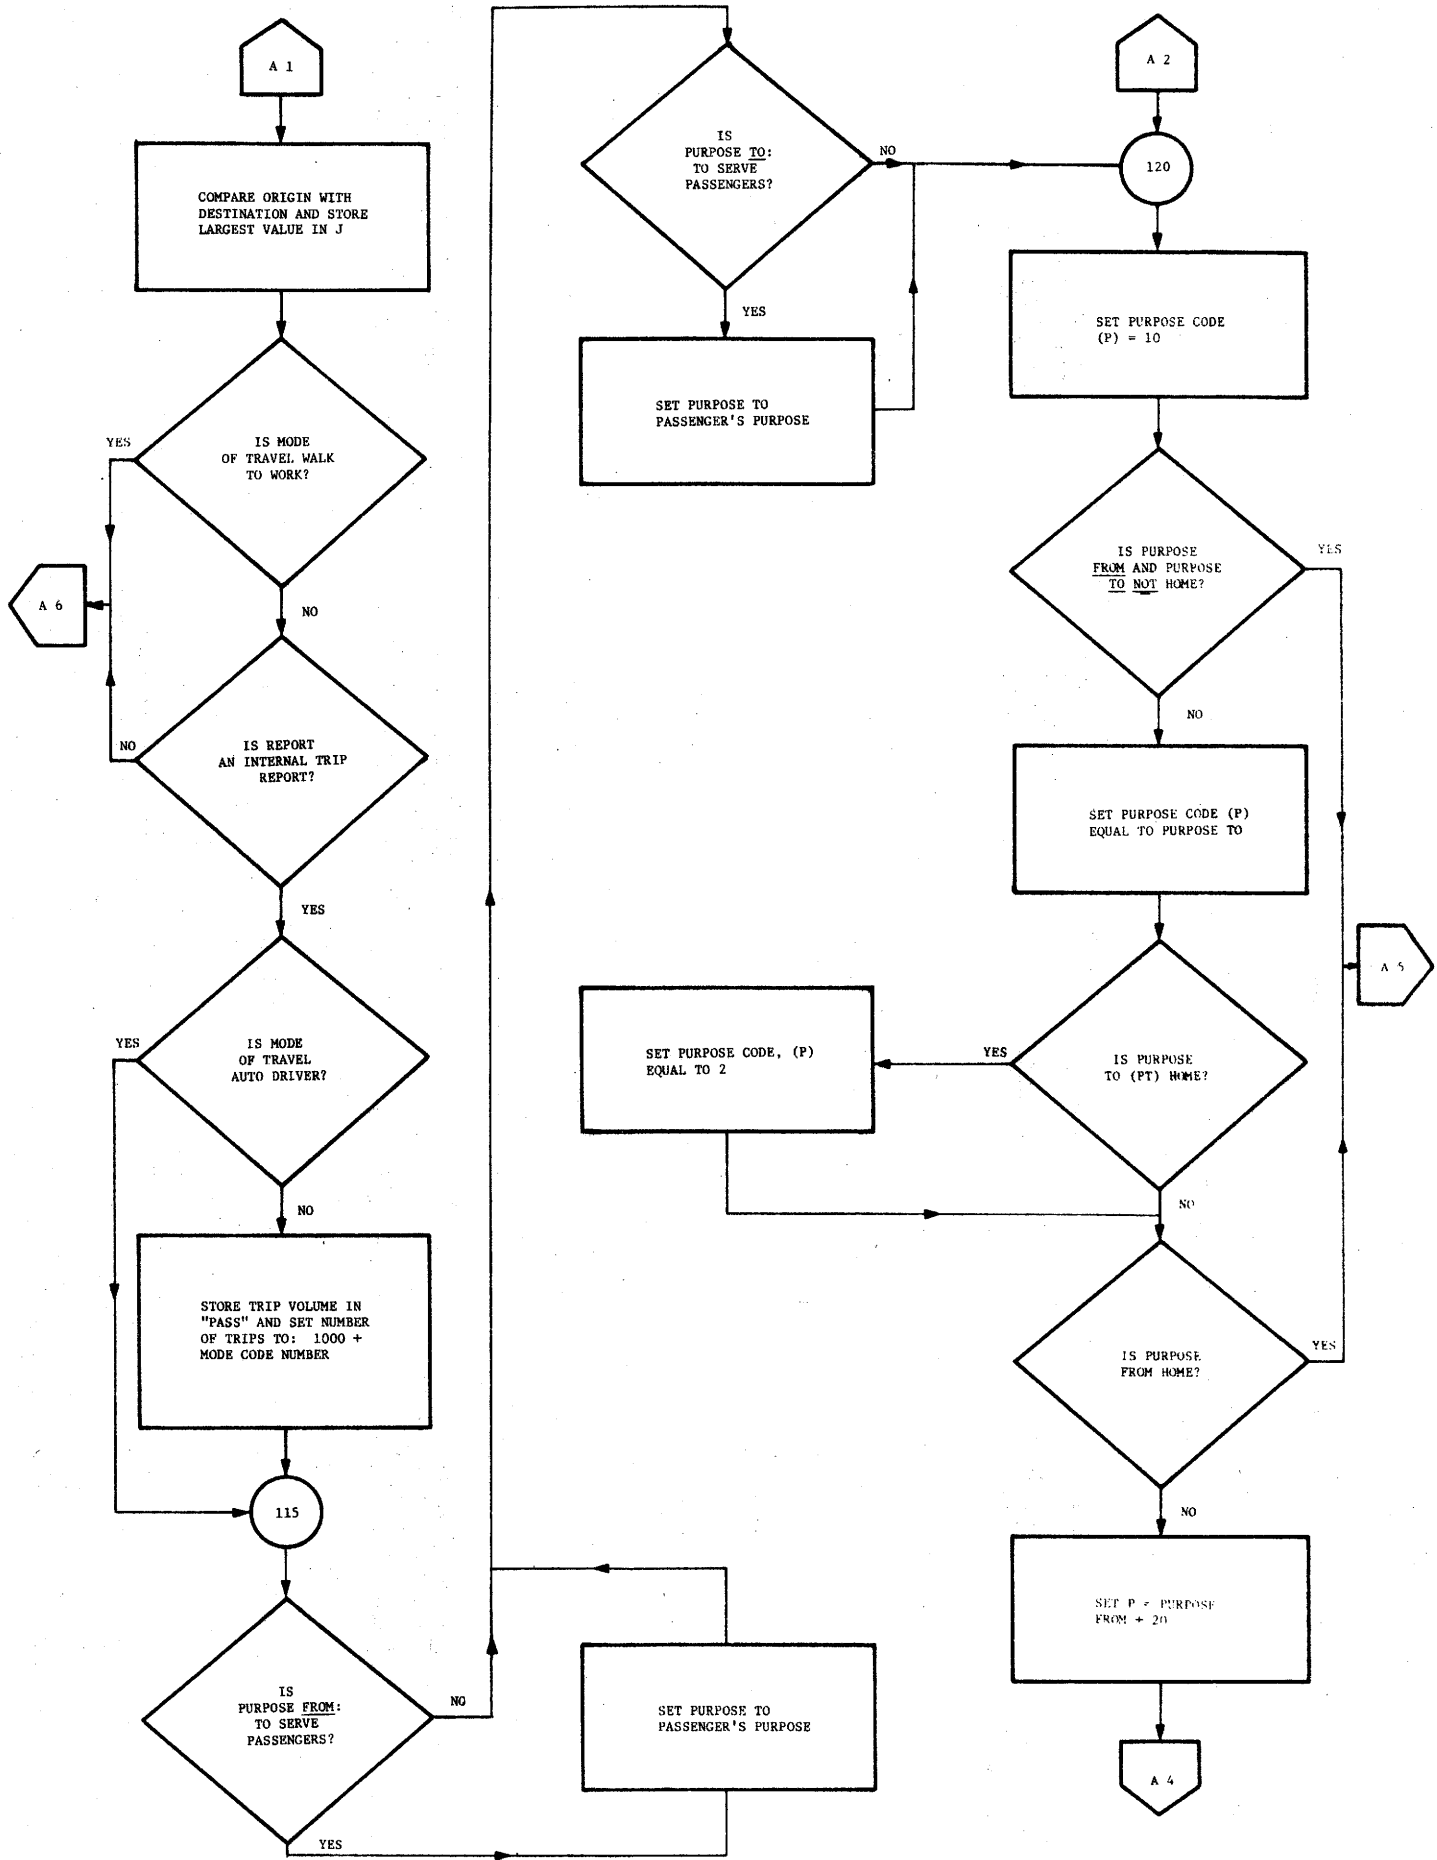 A 1
COMPARE ORIGIN WITH
DESTINATION AND STORE
LARGEST VALUE IN J
IS MODE
OF TRAVEL WALK
TO WORK?
YES
NO
A 6
IS REPORT
AN INTERNAL TRIP
REPORT?
NO
YES
IS MODE
OF TRAVEL
AUTO DRIVER?
YES
NO
STORE TRIP VOLUME IN
"PASS" AND SET NUMBER
OF TRIPS TO: 1000 +
MODE CODE NUMBER
115
IS
PURPOSE FROM:
TO SERVE
PASSENGERS?
NO
YES
SET PURPOSE TO
PASSENGER'S PURPOSE
IS
PURPOSE TO:
TO SERVE
PASSENGERS?
NO
YES
SET PURPOSE TO
PASSENGER'S PURPOSE
A 2
120
SET PURPOSE CODE
(P) = 10
IS PURPOSE
FROM AND PURPOSE
TO NOT HOME?
YES
NO
SET PURPOSE CODE (P)
EQUAL TO PURPOSE TO
A 5
IS PURPOSE
TO (PT) HOME?
YES
SET PURPOSE CODE, (P)
EQUAL TO 2
NO
IS PURPOSE
FROM HOME?
YES
NO
SET P = PURPOSE
FROM + 20
A 4